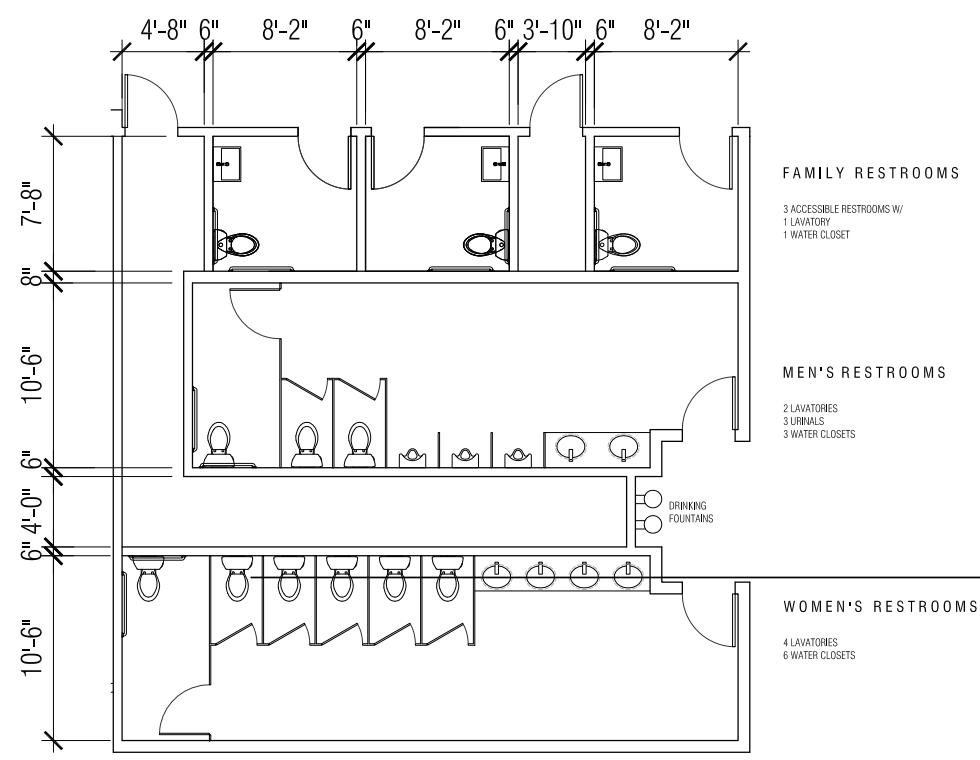 4'-8" 6" 8'-2" 6" 8'-2" 6" 3'-10" 6" 8'-2"
7'-8"
8"
10'-6"
6"
4'-0"
6"
10'-6"
FAMILY RESTROOMS
3 ACCESSIBLE RESTROOMS W/
1 LAVATORY
1 WATER CLOSET
MEN'S RESTROOMS
2 LAVATORIES
3 URINALS
3 WATER CLOSETS
DRINKING
FOUNTAINS
WOMEN'S RESTROOMS
4 LAVATORIES
6 WATER CLOSETS